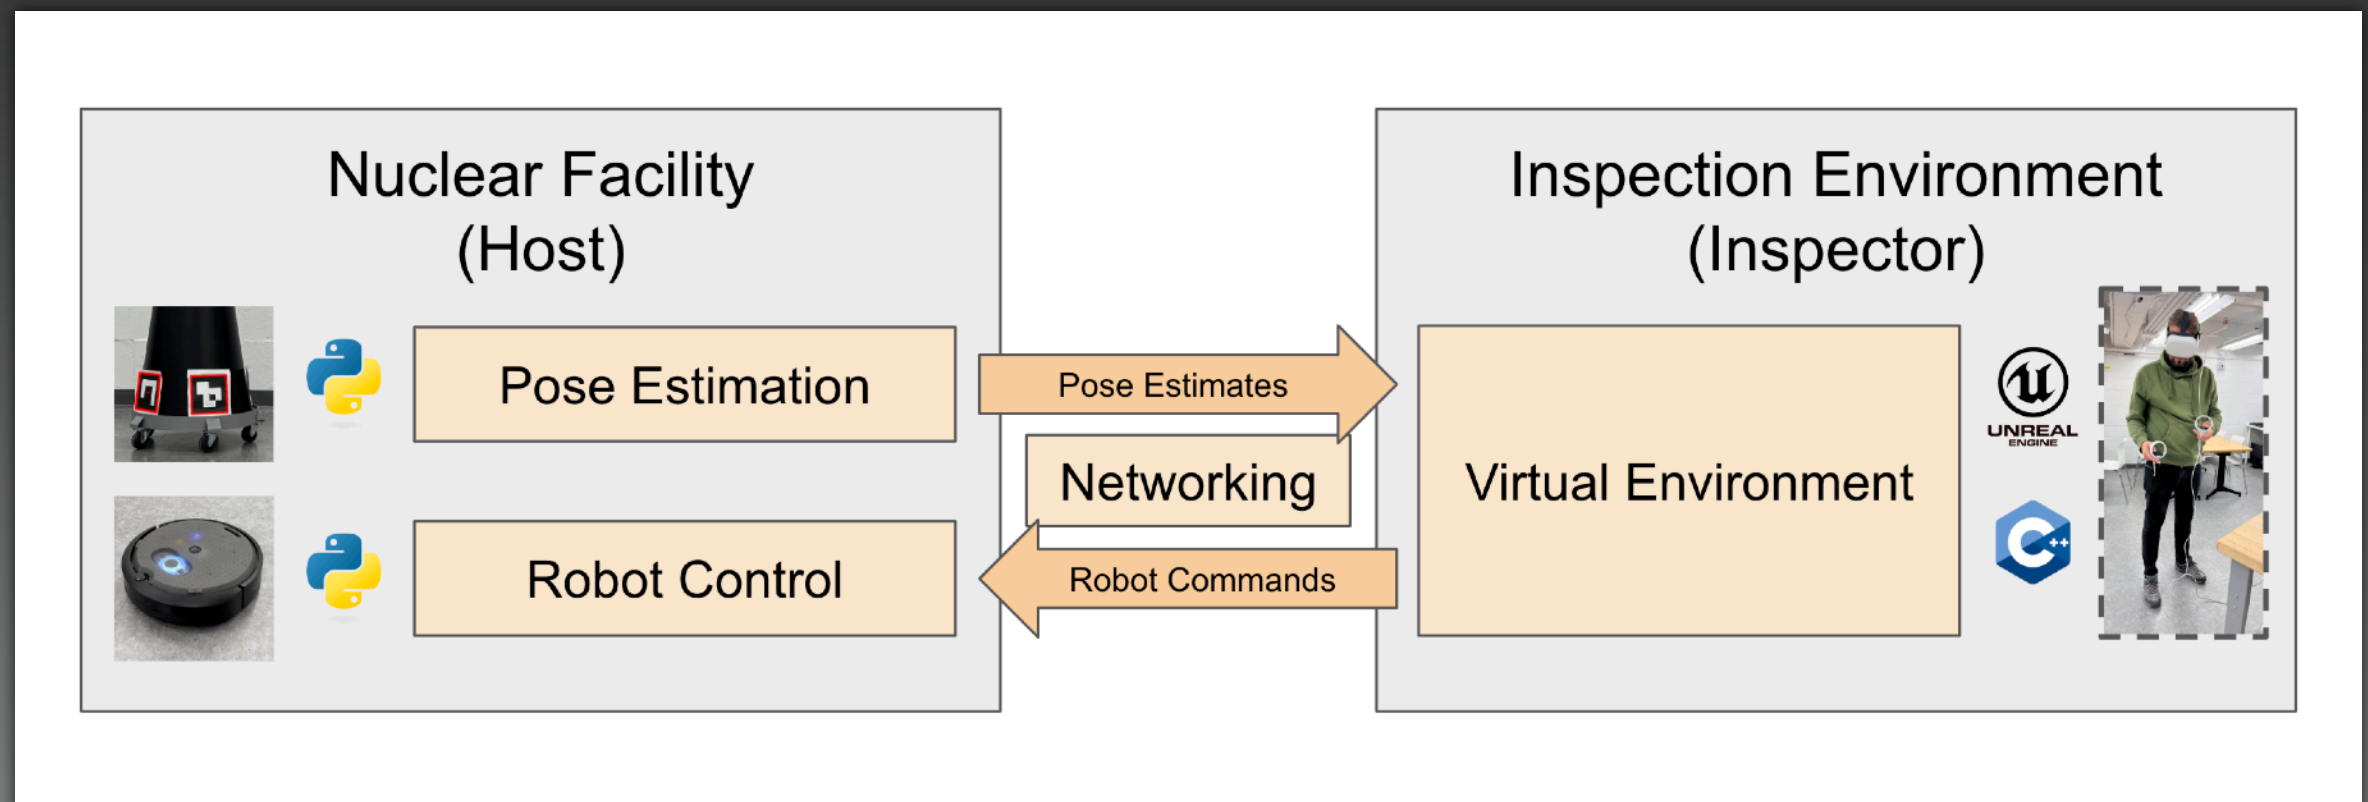 Nuclear Facility
(Host)
Pose Estimation
Robot Control
Pose Estimates
Networking
Robot Commands
Inspection Environment
(Inspector)
Virtual Environment
UNREAL
ENGINE
C++